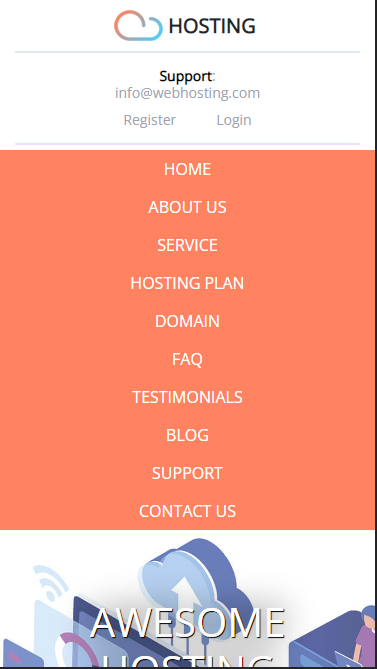 HOSTING
Support:
info@webhosting.com
Register Login
HOME
ABOUT US
SERVICE
HOSTING PLAN
DOMAIN
FAQ
TESTIMONIALS
BLOG
SUPPORT
CONTACT US
AWESOME
HOSTING